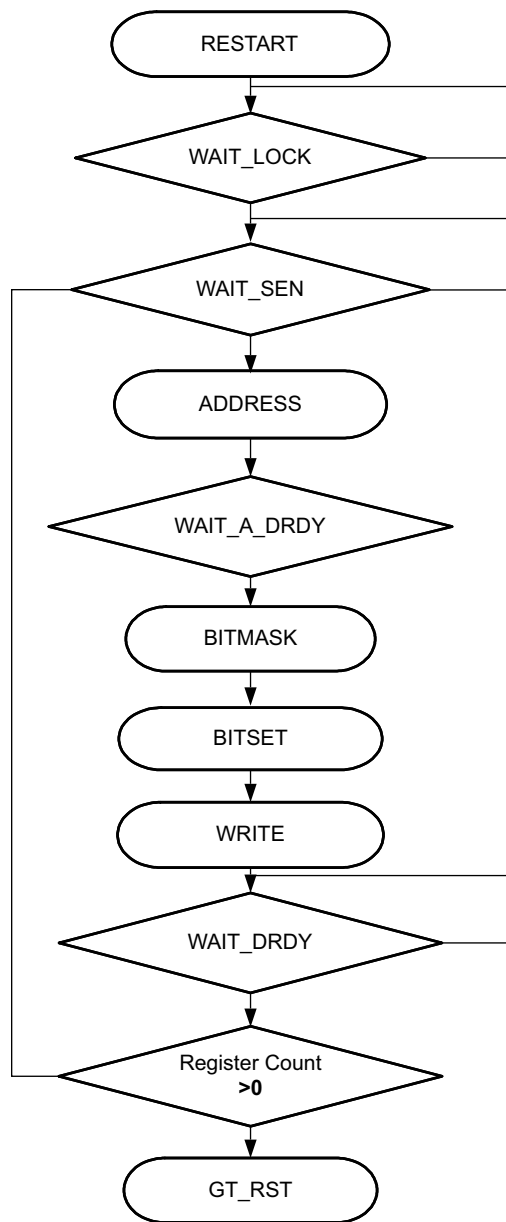 RESTART
WAIT_LOCK
WAIT_SEN
ADDRESS
WAIT_A_DRDY
BITMASK
BITSET
WRITE
WAIT_DRDY
Register Count
>0
GT_RST